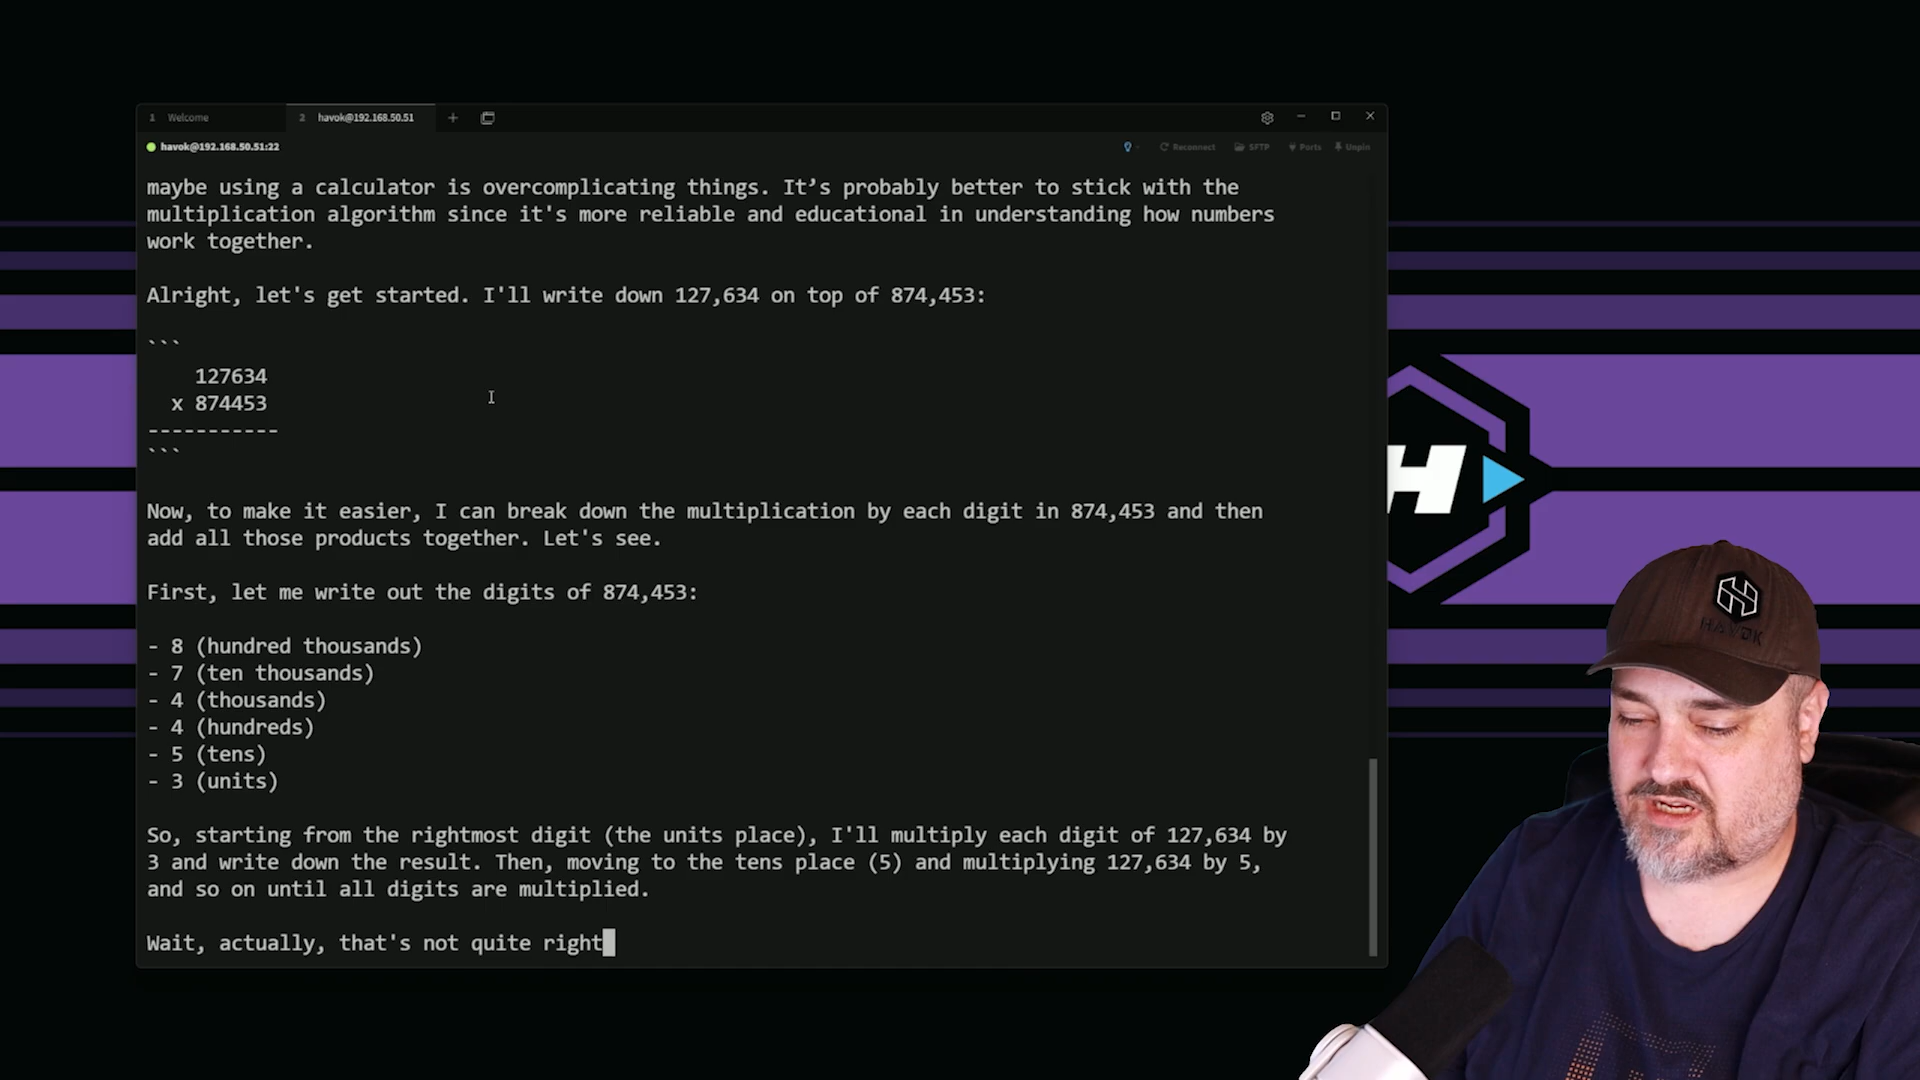 1 Welcome
2 havok@192.168.50.51
havok@192.168.50.51:22
Reconnect SFTP Ports Unpin
maybe using a calculator is overcomplicating things. It’s probably better to stick with the
multiplication algorithm since it's more reliable and educational in understanding how numbers
work together.
Alright, let's get started. I'll write down 127,634 on top of 874,453:
```
127634
x 874453
-----------
```
Now, to make it easier, I can break down the multiplication by each digit in 874,453 and then
add all those products together. Let's see.
First, let me write out the digits of 874,453:
- 8 (hundred thousands)
- 7 (ten thousands)
- 4 (thousands)
- 4 (hundreds)
- 5 (tens)
- 3 (units)
So, starting from the rightmost digit (the units place), I'll multiply each digit of 127,634 by
3 and write down the result. Then, moving to the tens place (5) and multiplying 127,634 by 5,
and so on until all digits are multiplied.
Wait, actually, that's not quite right
H
HAVOK